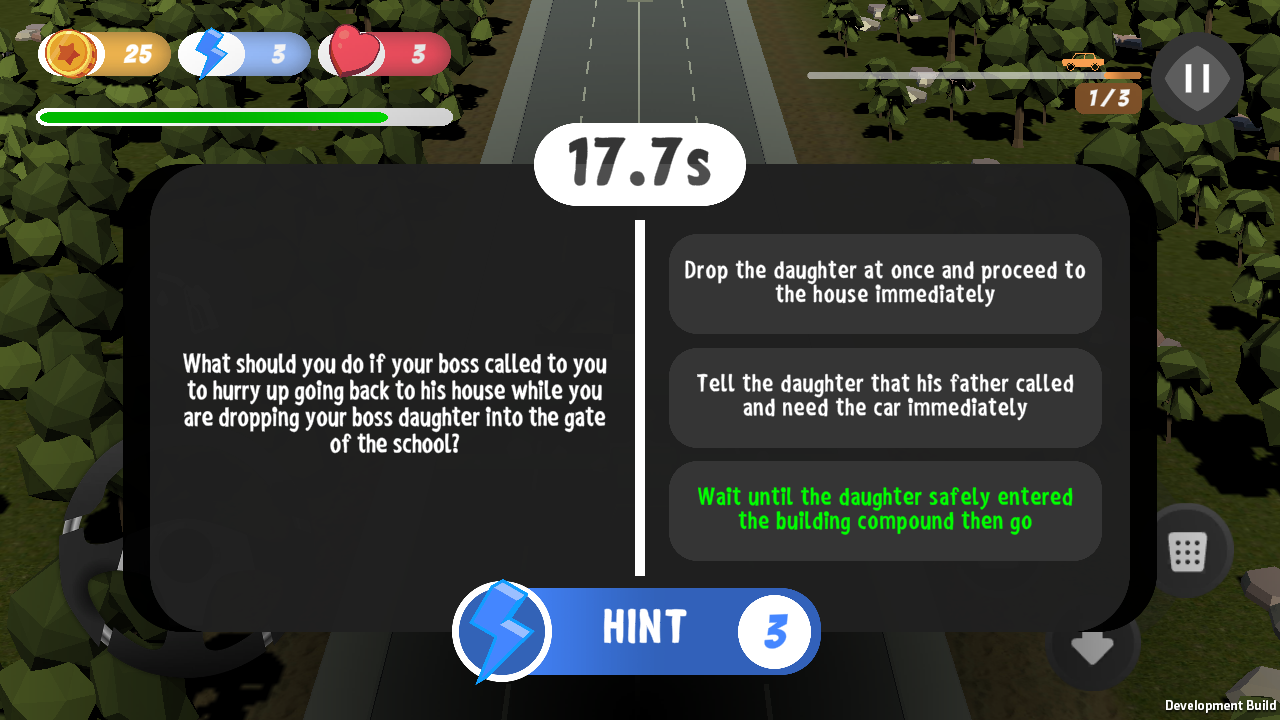 25
3
3
1/3
17.7s
What should you do if your boss called to you
to hurry up going back to his house while you
are dropping your boss daughter into the gate
of the school?
Drop the daughter at once and proceed to
the house immediately
Tell the daughter that his father called
and need the car immediately
Wait until the daughter safely entered
the building compound then go
HINT
3
Development Build